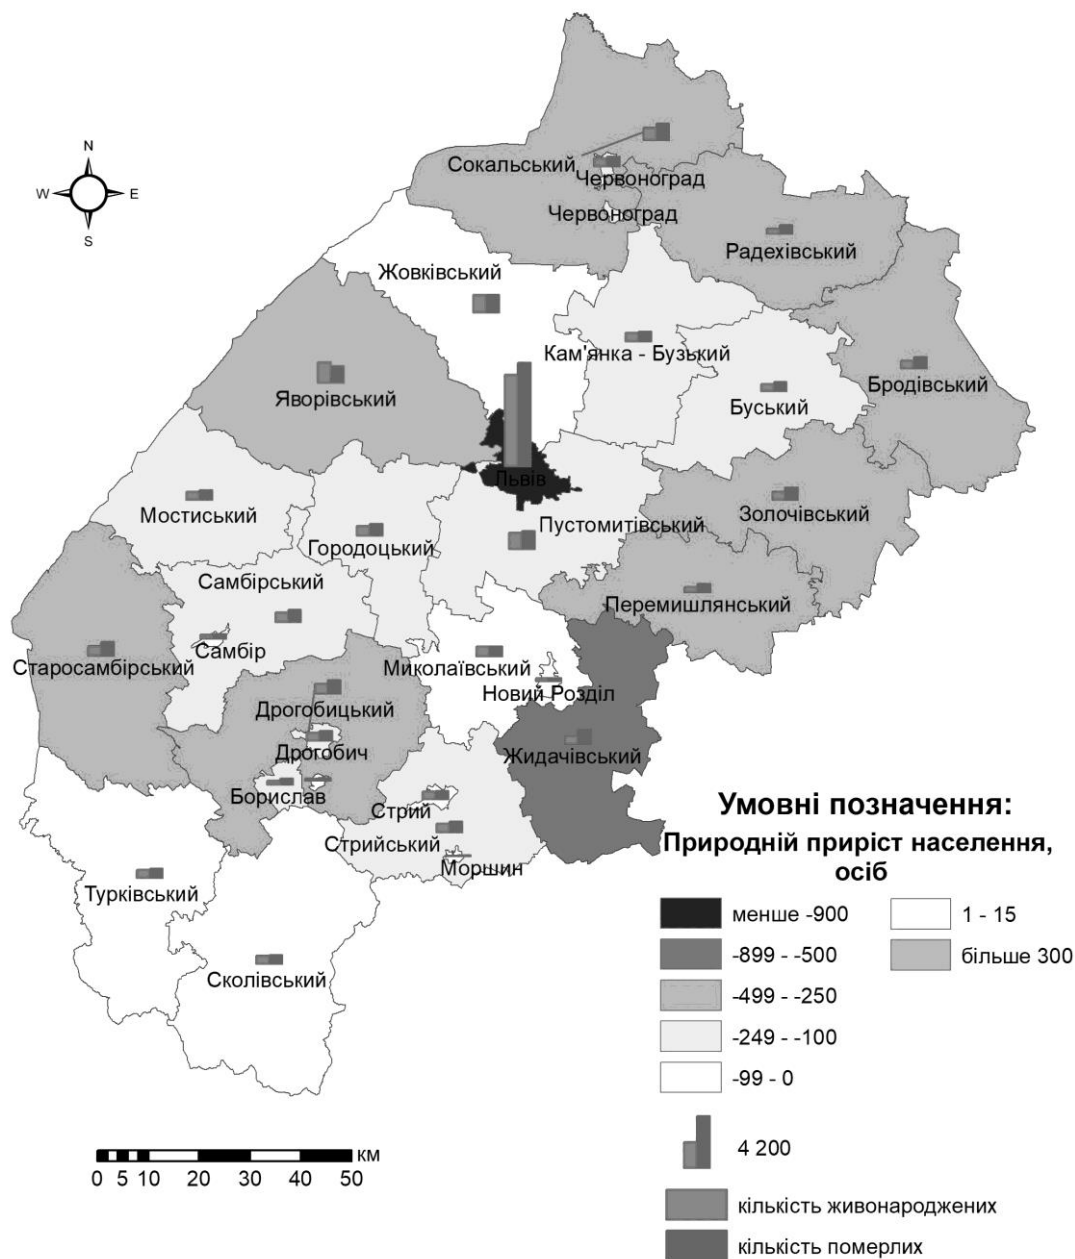 N
W
E
S
Сокальський
Червоноград
Червоноград
Радехівський
Жовківський
Кам'янка - Бузький
Бродівський
Яворівський
Буський
Львів
Мостиський
Городоцький
Пустомитівський
Золочівський
Самбірський
Перемишлянський
Самбір
Старосамбірський
Миколаївський
Новий Розділ
Дрогобицький
Дрогобич
Жидачівський
Борислав
Стрий
Стрийський
Моршин
Турківський
Сколівський
Умовні позначення:
Природній приріст населення,
осіб
менше -900
1 - 15
-899 - -500
більше 300
-499 - -250
-249 - -100
-99 - 0
4 200
кількість живонароджених
кількість померлих
км
0 5 10 20 30 40 50